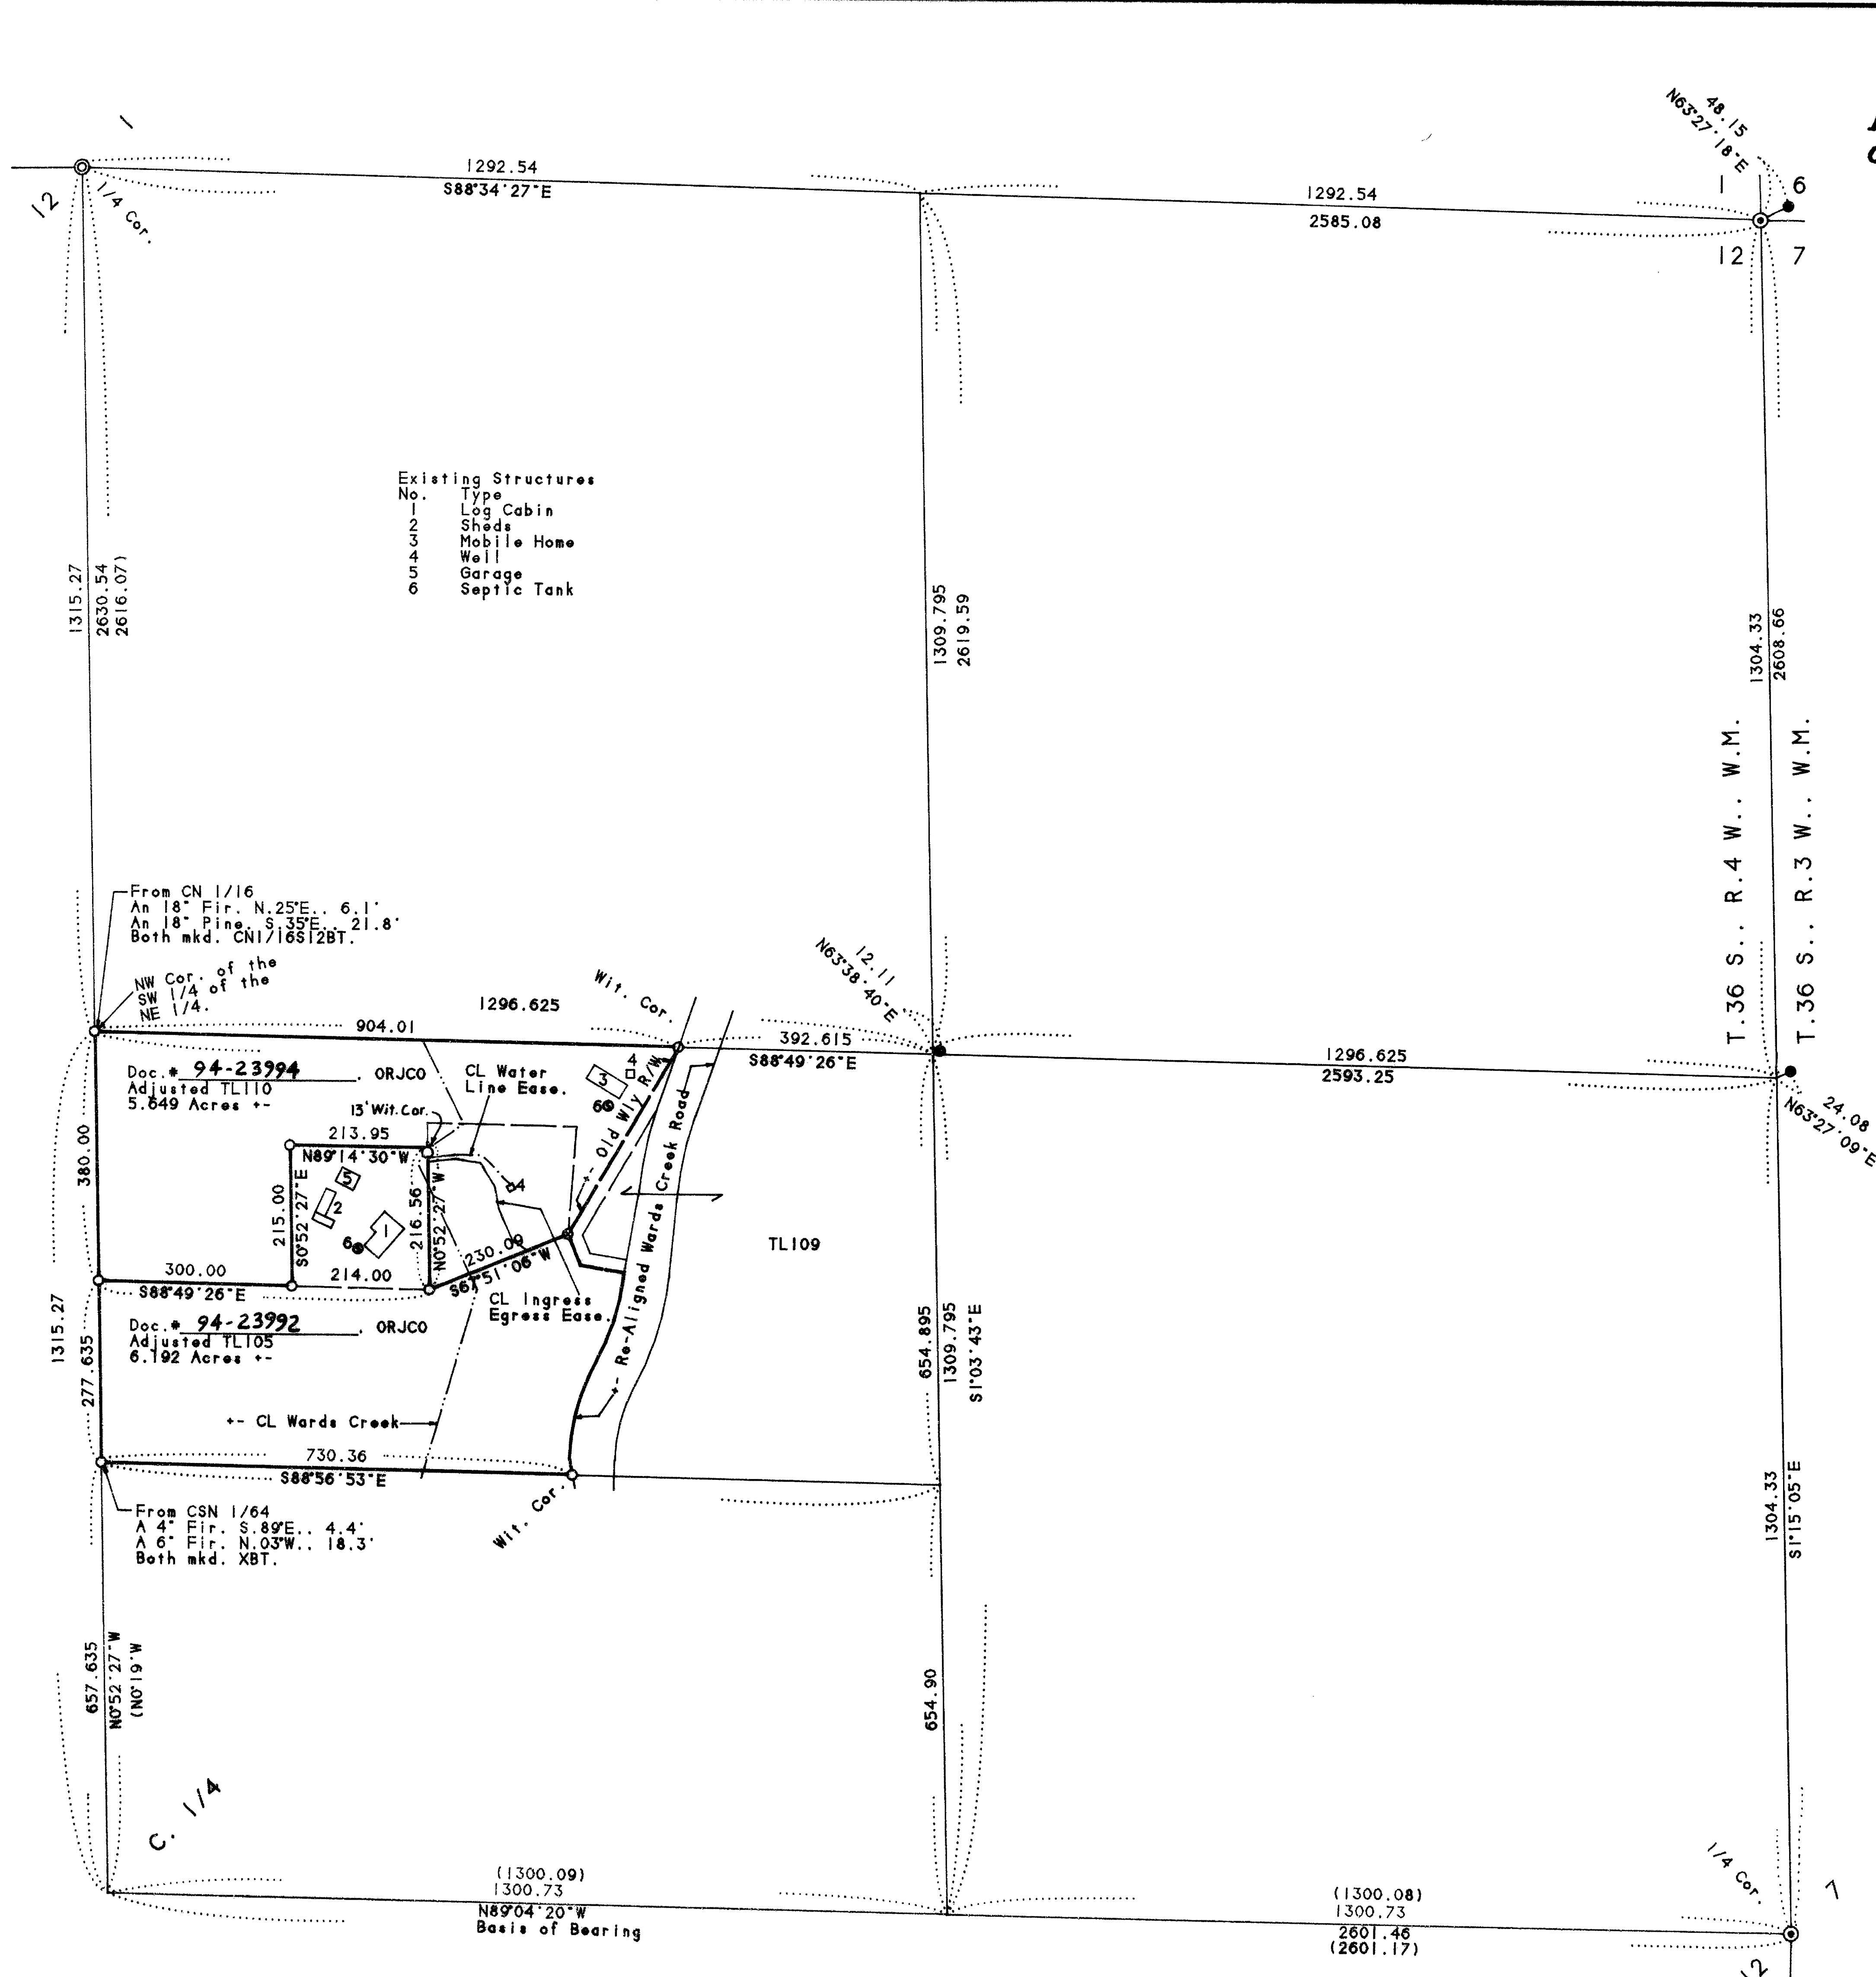 48.15
N63°27'18"E
1
1292.54
S88°34'27"E
1292.54
2585.08
1
6
12
1/4 Cor.
12
7
Existing Structures
No. Type
1 Log Cabin
2 Sheds
3 Mobile Home
4 Well
5 Garage
6 Septic Tank
1315.27
2630.54
2616.07)
1309.795
2619.59
1304.33
2608.66
T.36 S.. R.4 W.. W.M.
T.36 S.. R.3 W.. W.M.
From CN 1/16
An 18" Fir. N.25°E.. 6.1'
An 18" Pine. S.35°E.. 21.8'
Both mkd. CN1/16S12BT.
NW Cor. of the
SW 1/4 of the
NE 1/4.
1296.625
Wit. Cor.
12.11
N63°38'40"E
904.01
392.615
S88°49'26"E
1296.625
2593.25
24.08
N63°27'09"E
Doc.# 94-23994. ORJCO
Adjusted TL110
5.649 Acres +-
CL Water
Line Ease.
4
3
6
+- Old Wly R/W
13' Wit.Cor.
213.95
N89°14'30"W
380.00
215.00
S0°52'27"E
5
2
1
6
216.56
N0°52'27"W
4
230.09
S67°51'06"W
TL109
300.00
S88°49'26"E
214.00
CL Ingress
Egress Ease.
+- Re-Aligned Wards Creek Road
Doc.# 94-23992. ORJCO
Adjusted TL105
6.192 Acres +-
1315.27
277.635
654.895
1309.795
S1°03'43"E
+- CL Wards Creek
730.36
S88°56'53"E
Wit. Cor.
From CSN 1/64
A 4" Fir. S.89°E.. 4.4'
A 6" Fir. N.03°W.. 18.3'
Both mkd. XBT.
1304.33
S1°15'05"E
657.635
N0°52'27"W
(N0.19'W)
654.90
C. 1/4
(1300.09)
1300.73
N89°04'20"W
Basis of Bearing
(1300.08)
1300.73
2601.46
(2601.17)
1/4 Cor.
7
12